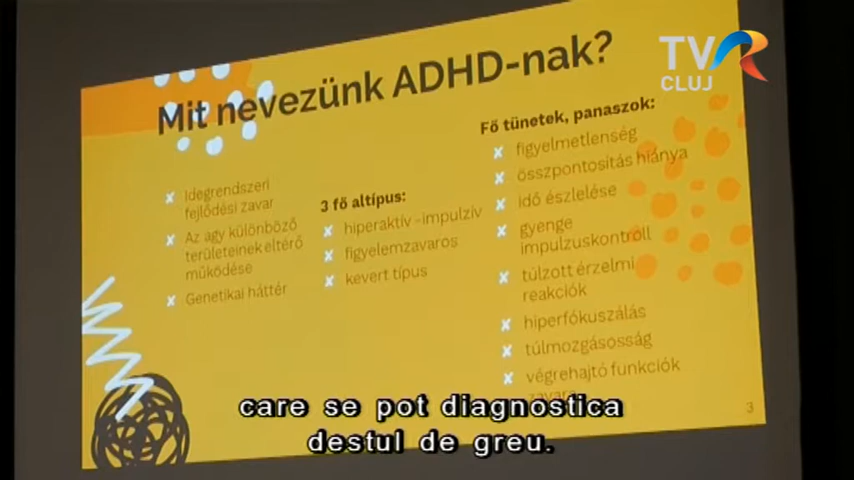 TVR
CLUJ
Mit nevezünk ADHD-nak?
Idegrendszeri
fejlődési zavar
Az agy különböző
területeinek eltérő
működése
Genetikai háttér
3 fő altípus:
hiperaktív -impulzív
figyelemzavaros
kevert típus
Fő tünetek, panaszok:
figyelmetlenség
összpontosítás hiánya
idő észlelése
gyenge
impulzuskontroll
túlzott érzelmi
reakciók
hiperfókuszálás
túlmozgásosság
végrehajtó funkciók
zavara
3
care se pot diagnostica
destul de greu.